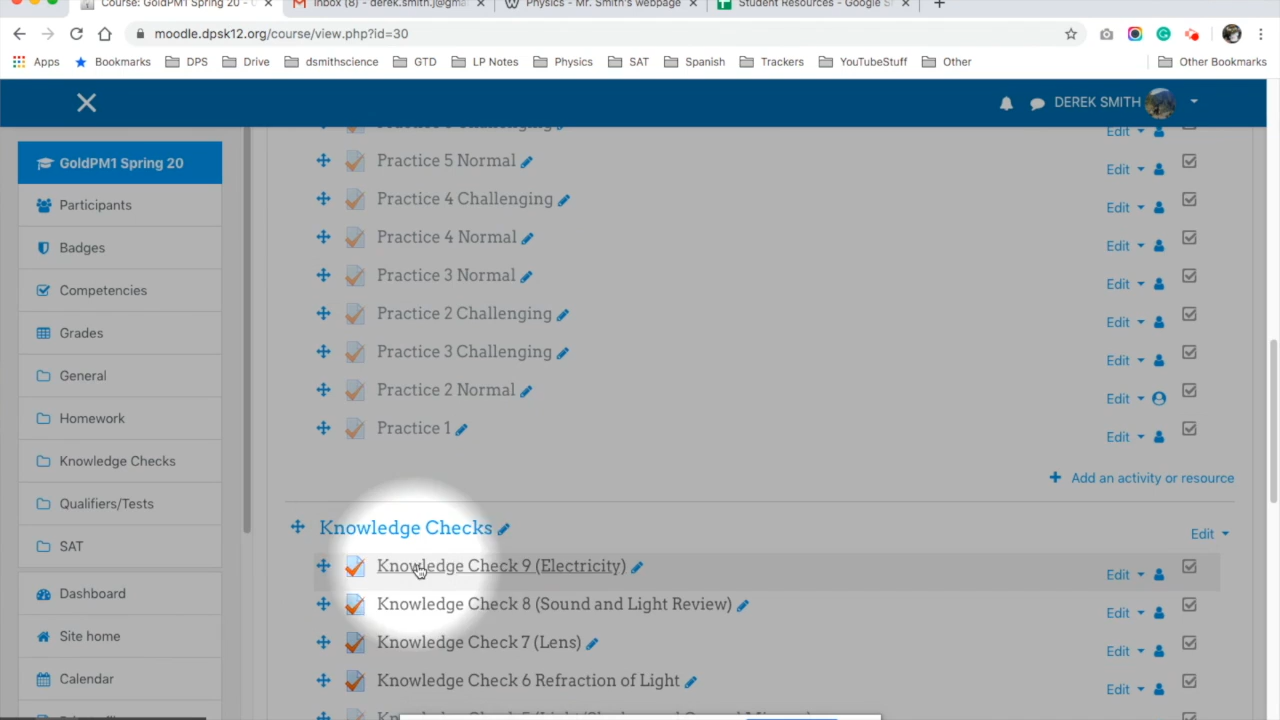 Course: GoldPM1 Spring 20 -
Inbox (8) - derek.smith.j@gma
Physics - Mr. Smith's webpage
Student Resources - Google S
moodle.dpsk12.org/course/view.php?id=30
Apps Bookmarks DPS Drive dsmithscience GTD LP Notes Physics SAT Spanish Trackers YouTubeStuff Other Other Bookmarks
DEREK SMITH
GoldPM1 Spring 20
Participants
Badges
Competencies
Grades
General
Homework
Knowledge Checks
Qualifiers/Tests
SAT
Dashboard
Site home
Calendar
Challenging Edit
Practice 5 Normal Edit
Practice 4 Challenging Edit
Practice 4 Normal Edit
Practice 3 Normal Edit
Practice 2 Challenging Edit
Practice 3 Challenging Edit
Practice 2 Normal Edit
Practice 1 Edit
Add an activity or resource
Knowledge Checks Edit
Knowledge Check 9 (Electricity) Edit
Knowledge Check 8 (Sound and Light Review) Edit
Knowledge Check 7 (Lens) Edit
Knowledge Check 6 Refraction of Light Edit